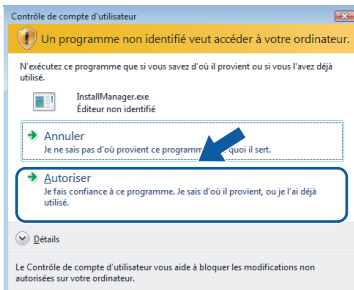 Contrôle de compte d'utilisateur
Un programme non identifié veut accéder à votre ordinateur.
N'exécutez ce programme que si vous savez d'où il provient ou si vous l'avez déjà
utilisé.
InstallManager.exe
Éditeur non identifié
Annuler
Je ne sais pas d'où provient ce programme quoi il sert.
Autoriser
Je fais confiance à ce programme. Je sais d'où il provient, ou je l'ai déjà
utilisé.
Détails
Le Contrôle de compte d'utilisateur vous aide à bloquer les modifications non
autorisées sur votre ordinateur.